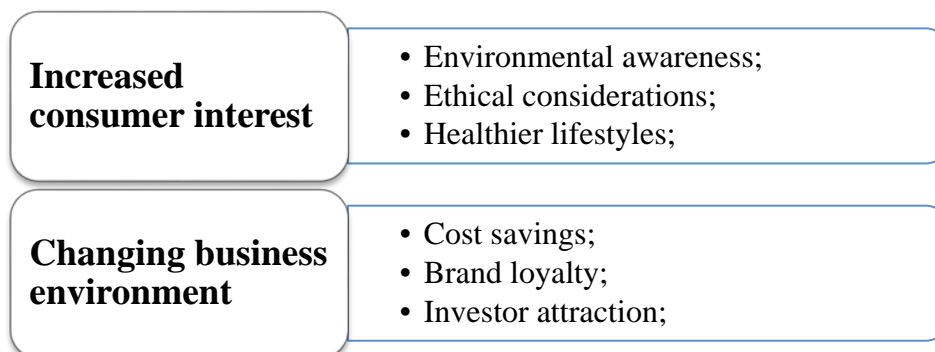 Increased
consumer interest
• Environmental awareness;
• Ethical considerations;
• Healthier lifestyles;
Changing business
environment
• Cost savings;
• Brand loyalty;
• Investor attraction;